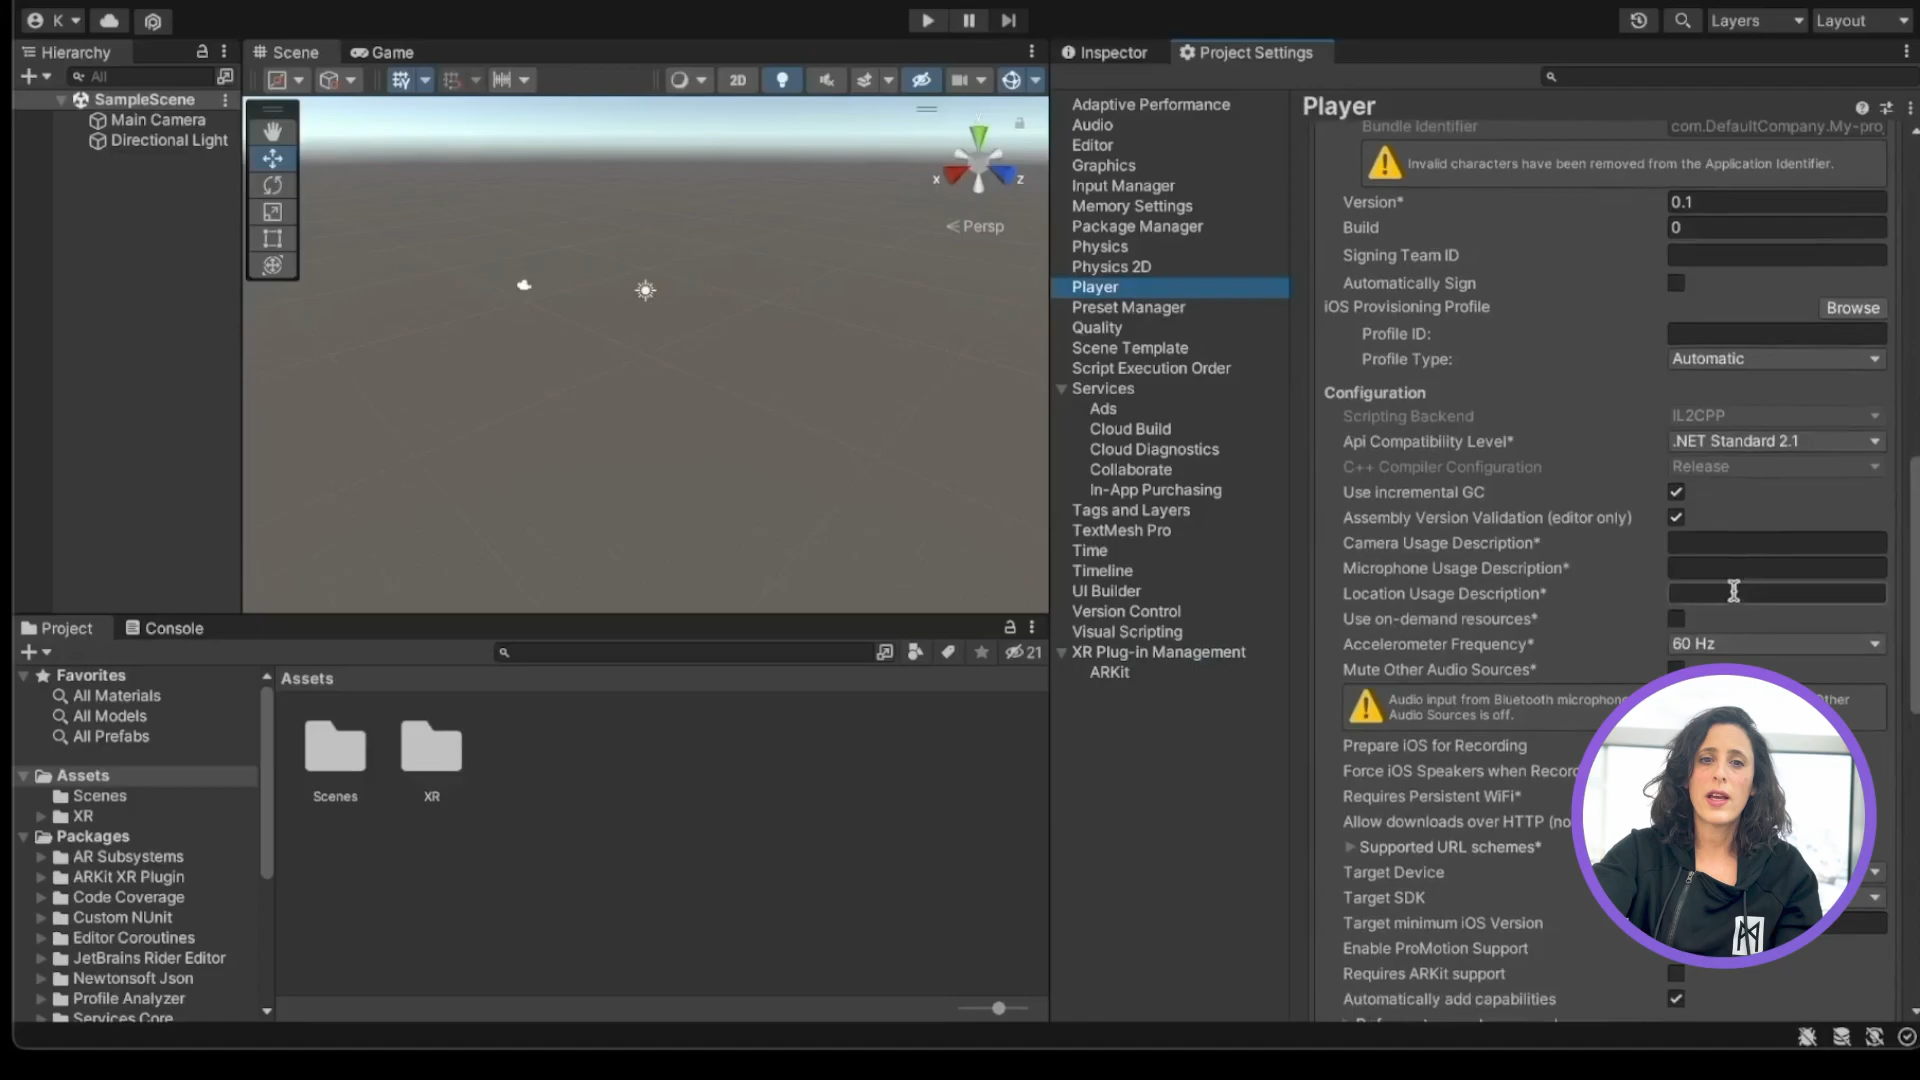 K
Layers
Layout
Hierarchy
Scene
Game
Inspector
Project Settings
All
2D
SampleScene
Main Camera
Directional Light
y
x
z
Persp
Adaptive Performance
Audio
Editor
Graphics
Input Manager
Memory Settings
Package Manager
Physics
Physics 2D
Player
Preset Manager
Quality
Scene Template
Script Execution Order
Services
Ads
Cloud Build
Cloud Diagnostics
Collaborate
In-App Purchasing
Tags and Layers
TextMesh Pro
Time
Timeline
UI Builder
Version Control
Visual Scripting
XR Plug-in Management
ARKit
Player
Bundle Identifier com.DefaultCompany.My-pro
Invalid characters have been removed from the Application Identifier.
Version* 0.1
Build 0
Signing Team ID
Automatically Sign
iOS Provisioning Profile Browse
Profile ID:
Profile Type: Automatic
Configuration
Scripting Backend IL2CPP
Api Compatibility Level* .NET Standard 2.1
C++ Compiler Configuration Release
Use incremental GC
Assembly Version Validation (editor only)
Camera Usage Description*
Microphone Usage Description*
Location Usage Description*
Use on-demand resources*
Accelerometer Frequency* 60 Hz
Mute Other Audio Sources*
Audio input from Bluetooth microphone ther
Audio Sources is off.
Prepare iOS for Recording
Force iOS Speakers when Recor
Requires Persistent WiFi*
Allow downloads over HTTP (no
Supported URL schemes*
Target Device
Target SDK
Target minimum iOS Version
Enable ProMotion Support
Requires ARKit support
Automatically add capabilities
Project
Console
21
Favorites
All Materials
All Models
All Prefabs
Assets
Scenes
XR
Packages
AR Subsystems
ARKit XR Plugin
Code Coverage
Custom NUnit
Editor Coroutines
JetBrains Rider Editor
Newtonsoft Json
Profile Analyzer
Services Core
Assets
Scenes
XR